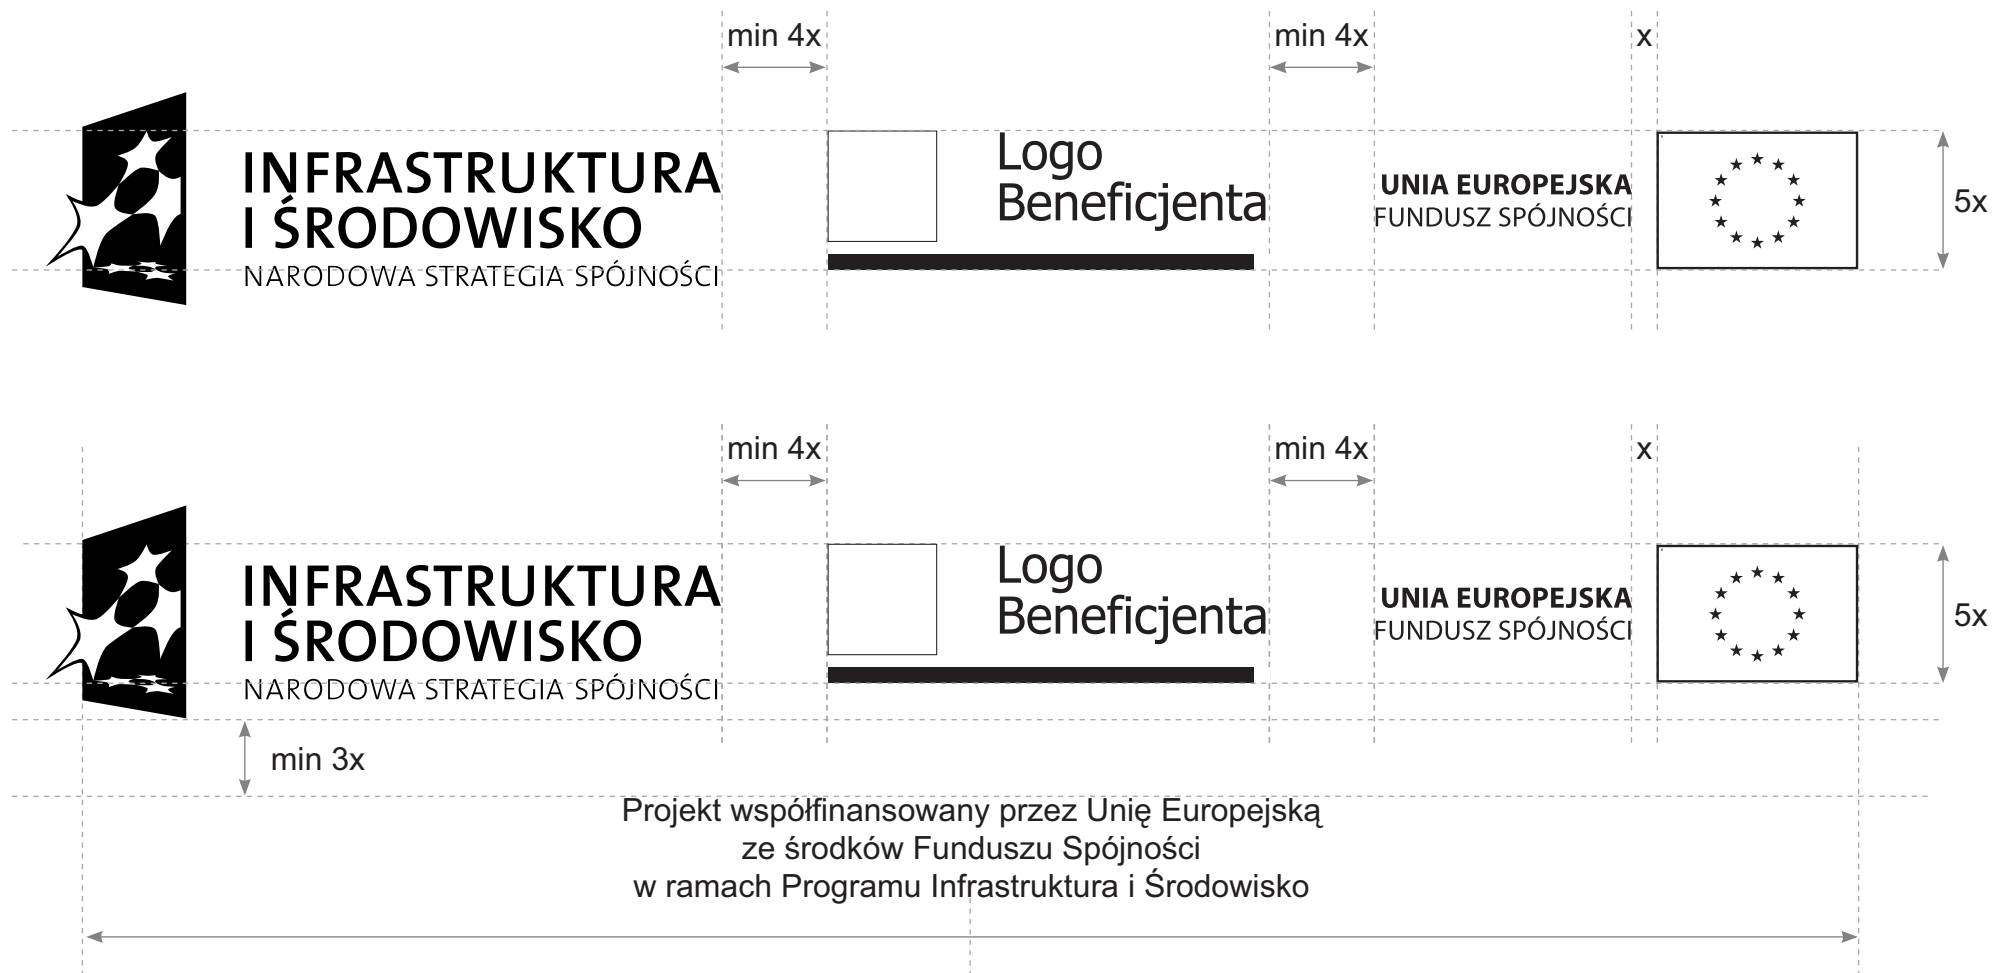 min 4x min 4x x
INFRASTRUKTURA
I ŚRODOWISKO
NARODOWA STRATEGIA SPÓJNOŚCI
Logo
Beneficjenta
UNIA EUROPEJSKA
FUNDUSZ SPÓJNOŚCI
5x
min 4x min 4x x
INFRASTRUKTURA
I ŚRODOWISKO
NARODOWA STRATEGIA SPÓJNOŚCI
Logo
Beneficjenta
UNIA EUROPEJSKA
FUNDUSZ SPÓJNOŚCI
5x
min 3x
Projekt współfinansowany przez Unię Europejską
ze środków Funduszu Spójności
w ramach Programu Infrastruktura i Środowisko